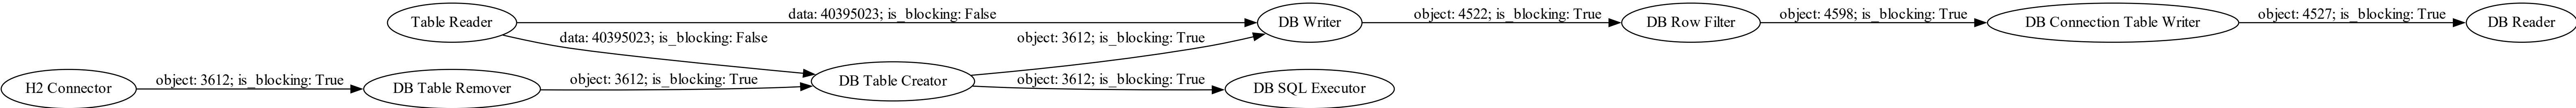 Table Reader
data: 40395023; is_blocking: False
DB Writer
object: 4522; is_blocking: True
DB Row Filter
object: 4598; is_blocking: True
DB Connection Table Writer
object: 4527; is_blocking: True
DB Reader
data: 40395023; is_blocking: False
object: 3612; is_blocking: True
H2 Connector
object: 3612; is_blocking: True
DB Table Remover
object: 3612; is_blocking: True
DB Table Creator
object: 3612; is_blocking: True
DB SQL Executor